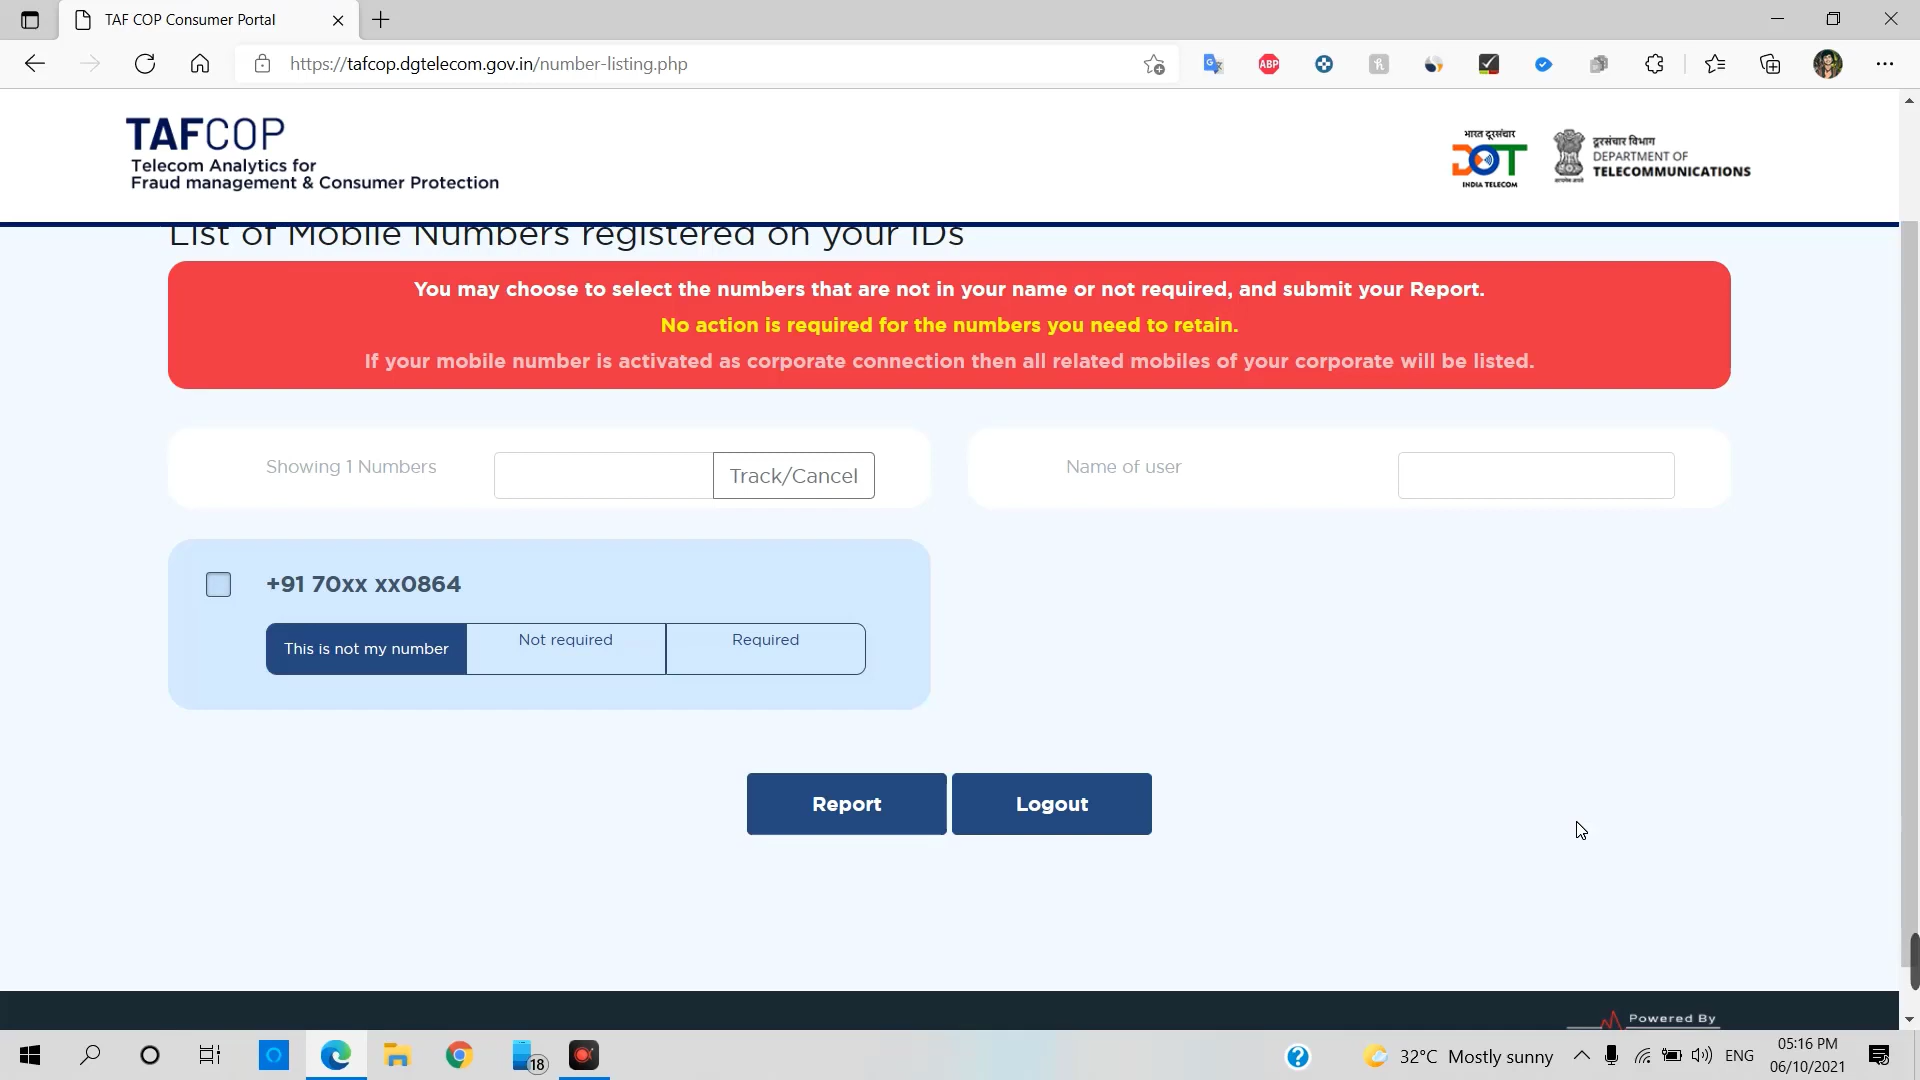 TAF COP Consumer Portal
https://tafcop.dgtelecom.gov.in/number-listing.php
ABP
TAFCOP
Telecom Analytics for
Fraud management & Consumer Protection
भारत दूरसंचार
DOT
INDIA TELECOM
दूरसंचार विभाग
DEPARTMENT OF
TELECOMMUNICATIONS
List of Mobile Numbers registered on your IDs
You may choose to select the numbers that are not in your name or not required, and submit your Report.
No action is required for the numbers you need to retain.
If your mobile number is activated as corporate connection then all related mobiles of your corporate will be listed.
Showing 1 Numbers
Track/Cancel
Name of user
+91 70xx xx0864
This is not my number
Not required
Required
Report
Logout
Powered By
18
32°C Mostly sunny
ENG
05:16 PM
06/10/2021